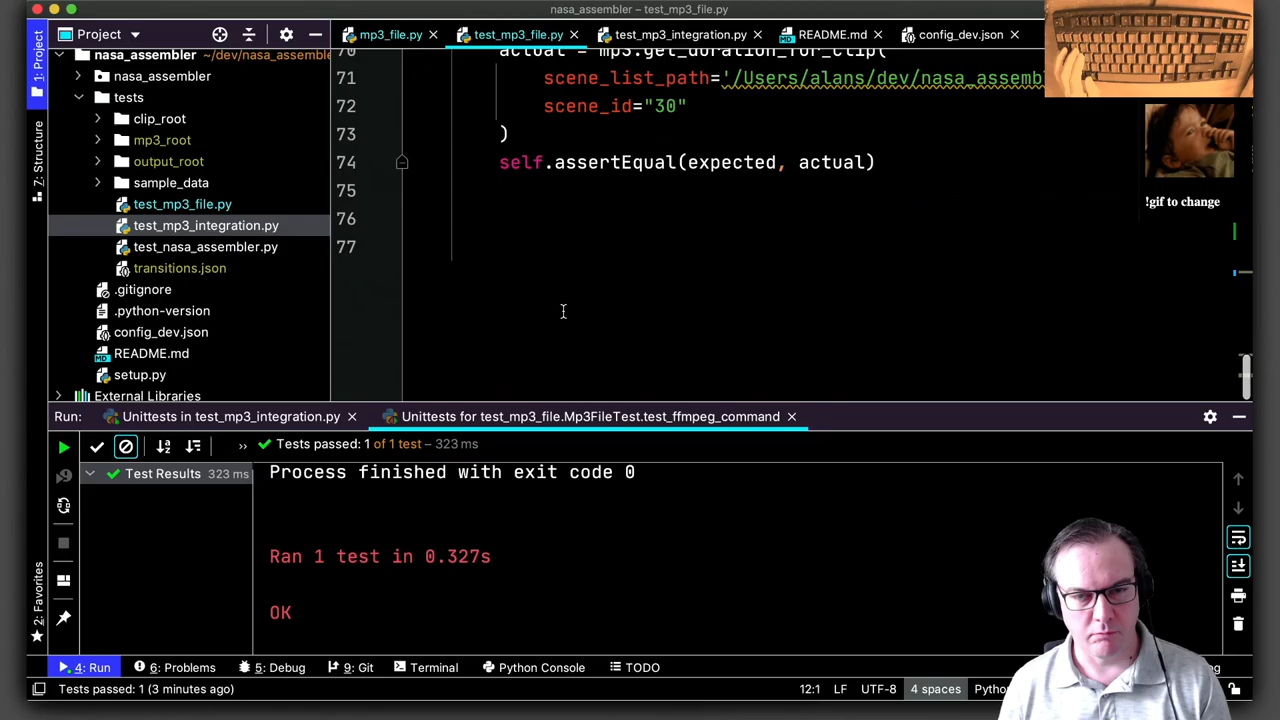 nasa_assembler – test_mp3_file.py
Project
mp3_file.py
test_mp3_file.py
test_mp3_integration.py
README.md
config_dev.json
1: Project
7: Structure
2: Favorites
nasa_assembler ~/dev/nasa_assemble
nasa_assembler
tests
clip_root
mp3_root
output_root
sample_data
test_mp3_file.py
test_mp3_integration.py
test_nasa_assembler.py
transitions.json
.gitignore
.python-version
config_dev.json
README.md
setup.py
External Libraries
70 actual = mp3.get_duration_for_clip(
71 scene_list_path='/Users/alans/dev/nasa_assembl
72 scene_id="30"
73 )
74 self.assertEqual(expected, actual)
75
76
77
!gif to change
Run:
Unittests in test_mp3_integration.py
Unittests for test_mp3_file.Mp3FileTest.test_ffmpeg_command
» Tests passed: 1 of 1 test – 323 ms
Test Results 323 ms
Process finished with exit code 0
Ran 1 test in 0.327s
OK
4: Run
6: Problems
5: Debug
9: Git
Terminal
Python Console
TODO
Tests passed: 1 (3 minutes ago)
12:1
LF
UTF-8
4 spaces